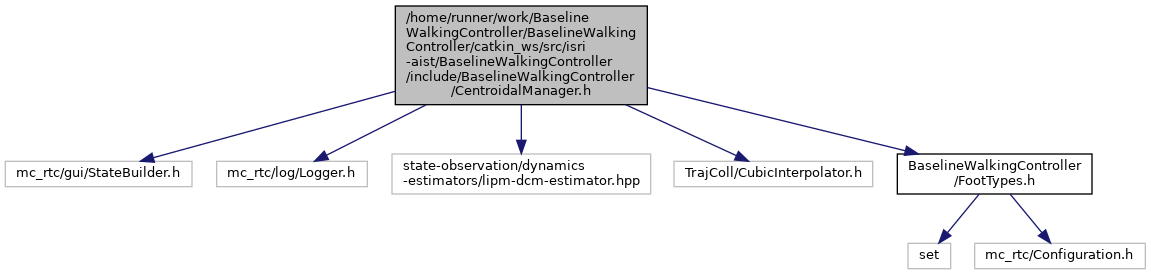 /home/runner/work/Baseline
WalkingController/BaselineWalking
Controller/catkin_ws/src/isri
-aist/BaselineWalkingController
/include/BaselineWalkingController
/CentroidalManager.h
mc_rtc/gui/StateBuilder.h
mc_rtc/log/Logger.h
state-observation/dynamics
-estimators/lipm-dcm-estimator.hpp
TrajColl/CubicInterpolator.h
BaselineWalkingController
/FootTypes.h
set
mc_rtc/Configuration.h